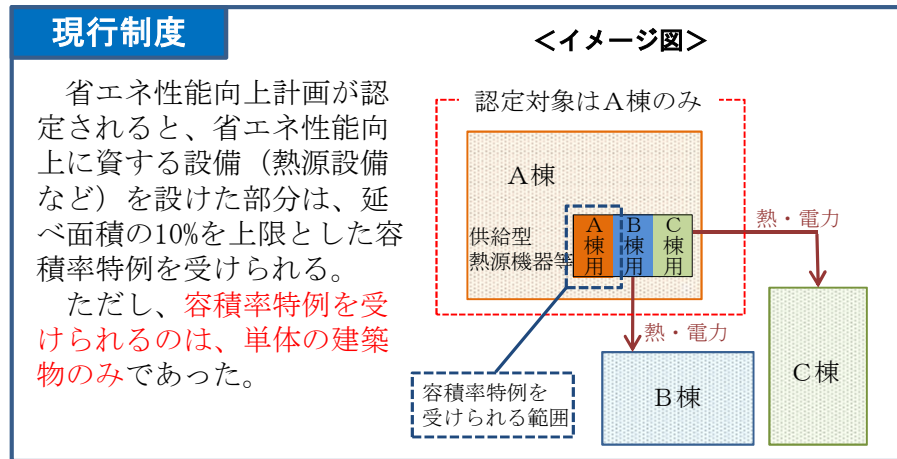 現行制度
省エネ性能向上計画が認
定されると、省エネ性能向
上に資する設備（熱源設備
など）を設けた部分は、延
べ面積の10%を上限とした容
積率特例を受けられる。
ただし、容積率特例を受
けられるのは、単体の建築
物のみであった。
＜イメージ図＞
認定対象はＡ棟のみ
Ａ棟
供給型
熱源機器等
Ａ棟用
Ｂ棟用
Ｃ棟用
熱・電力
熱・電力
容積率特例を
受けられる範囲
Ｂ棟
Ｃ棟